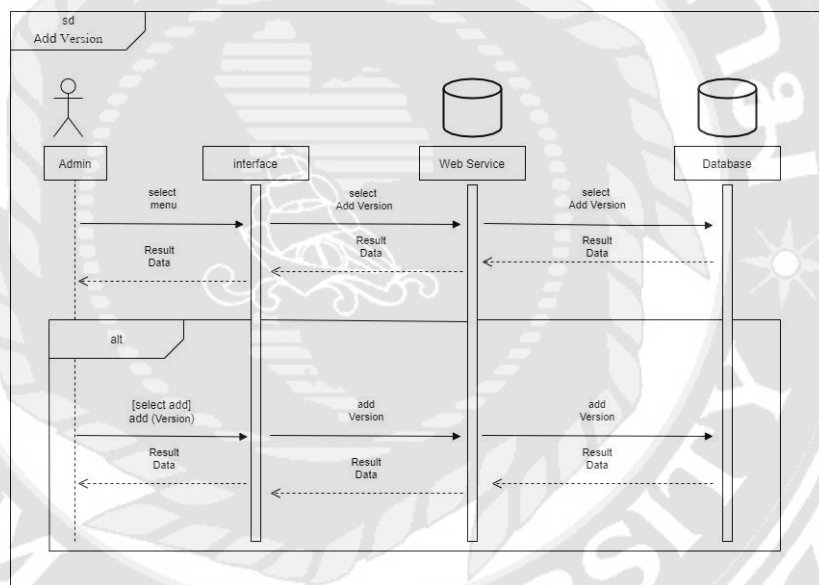 sd
Add Version
Admin
interface
Web Service
Database
select
menu
select
Add Version
select
Add Version
Result
Data
Result
Data
Result
Data
alt
[select add]
add (Version)
add
Version
add
Version
Result
Data
Result
Data
Result
Data